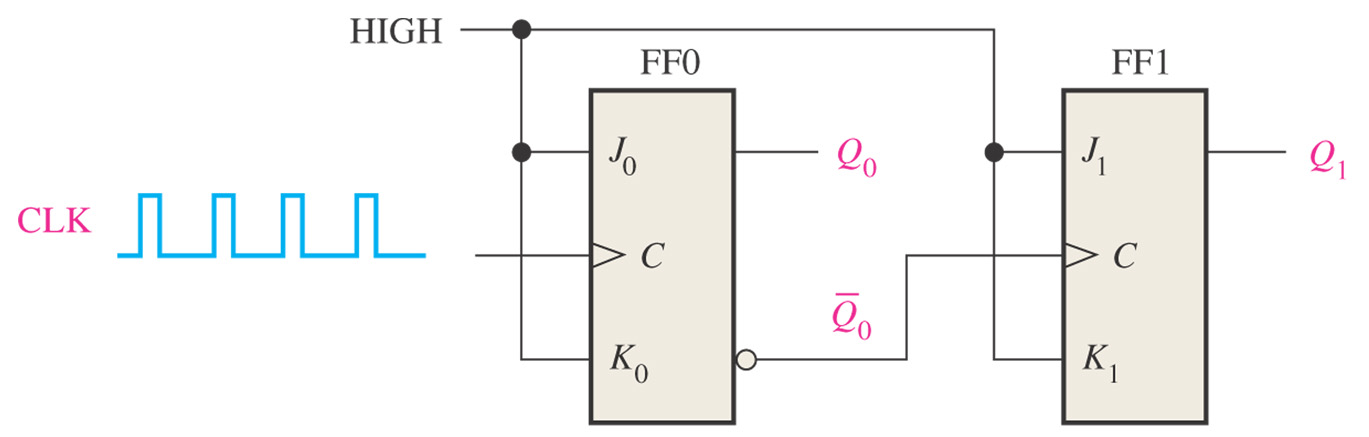 HIGH
FF0
FF1
J₀
Q₀
J₁
Q₁
CLK
C
C
Q̅₀
K₀
K₁